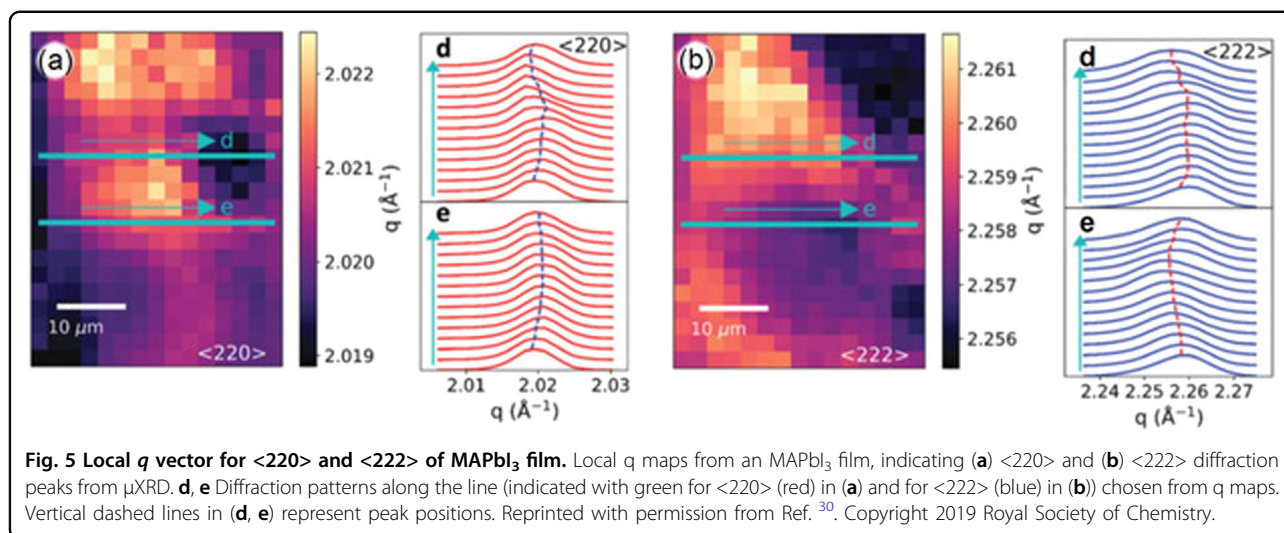 (a)
d
e
10 μm
<220>
2.022
2.021
2.020
2.019
q (Å⁻¹)
d
<220>
e
2.01 2.02 2.03
q (Å⁻¹)
(b)
d
e
10 μm
<222>
2.261
2.260
2.259
2.258
2.257
2.256
q (Å⁻¹)
d
<222>
e
2.24 2.25 2.26 2.27
q (Å⁻¹)
Fig. 5 Local q vector for <220> and <222> of MAPbI₃ film. Local q maps from an MAPbI₃ film, indicating (a) <220> and (b) <222> diffraction
peaks from μXRD. d, e Diffraction patterns along the line (indicated with green for <220> (red) in (a) and for <222> (blue) in (b)) chosen from q maps.
Vertical dashed lines in (d, e) represent peak positions. Reprinted with permission from Ref. ³⁰. Copyright 2019 Royal Society of Chemistry.